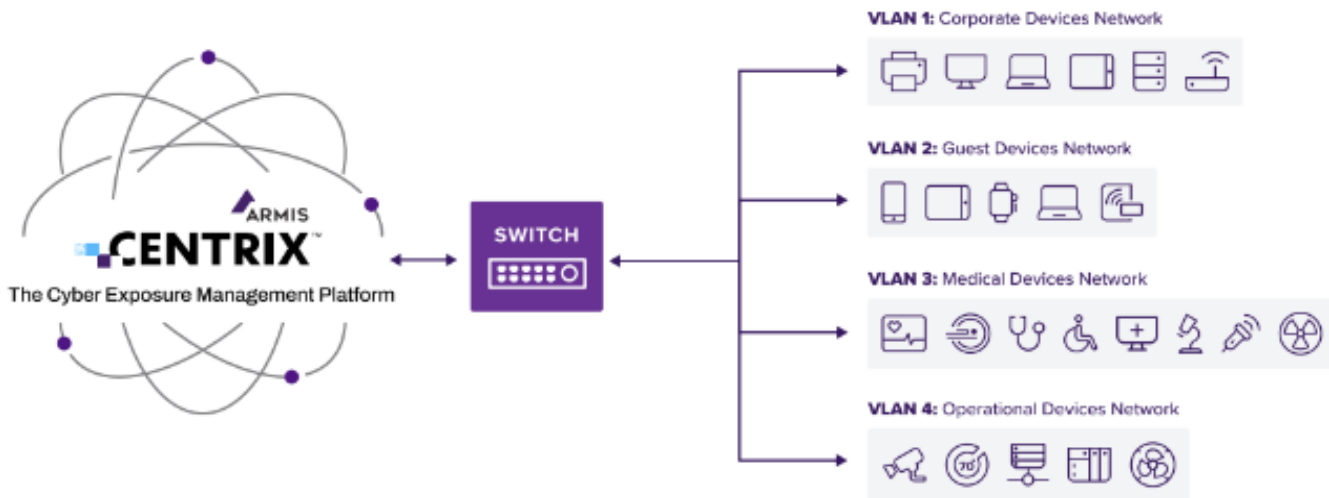 ARMIS
CENTRIX™
The Cyber Exposure Management Platform
SWITCH
VLAN 1: Corporate Devices Network
VLAN 2: Guest Devices Network
VLAN 3: Medical Devices Network
VLAN 4: Operational Devices Network
70°